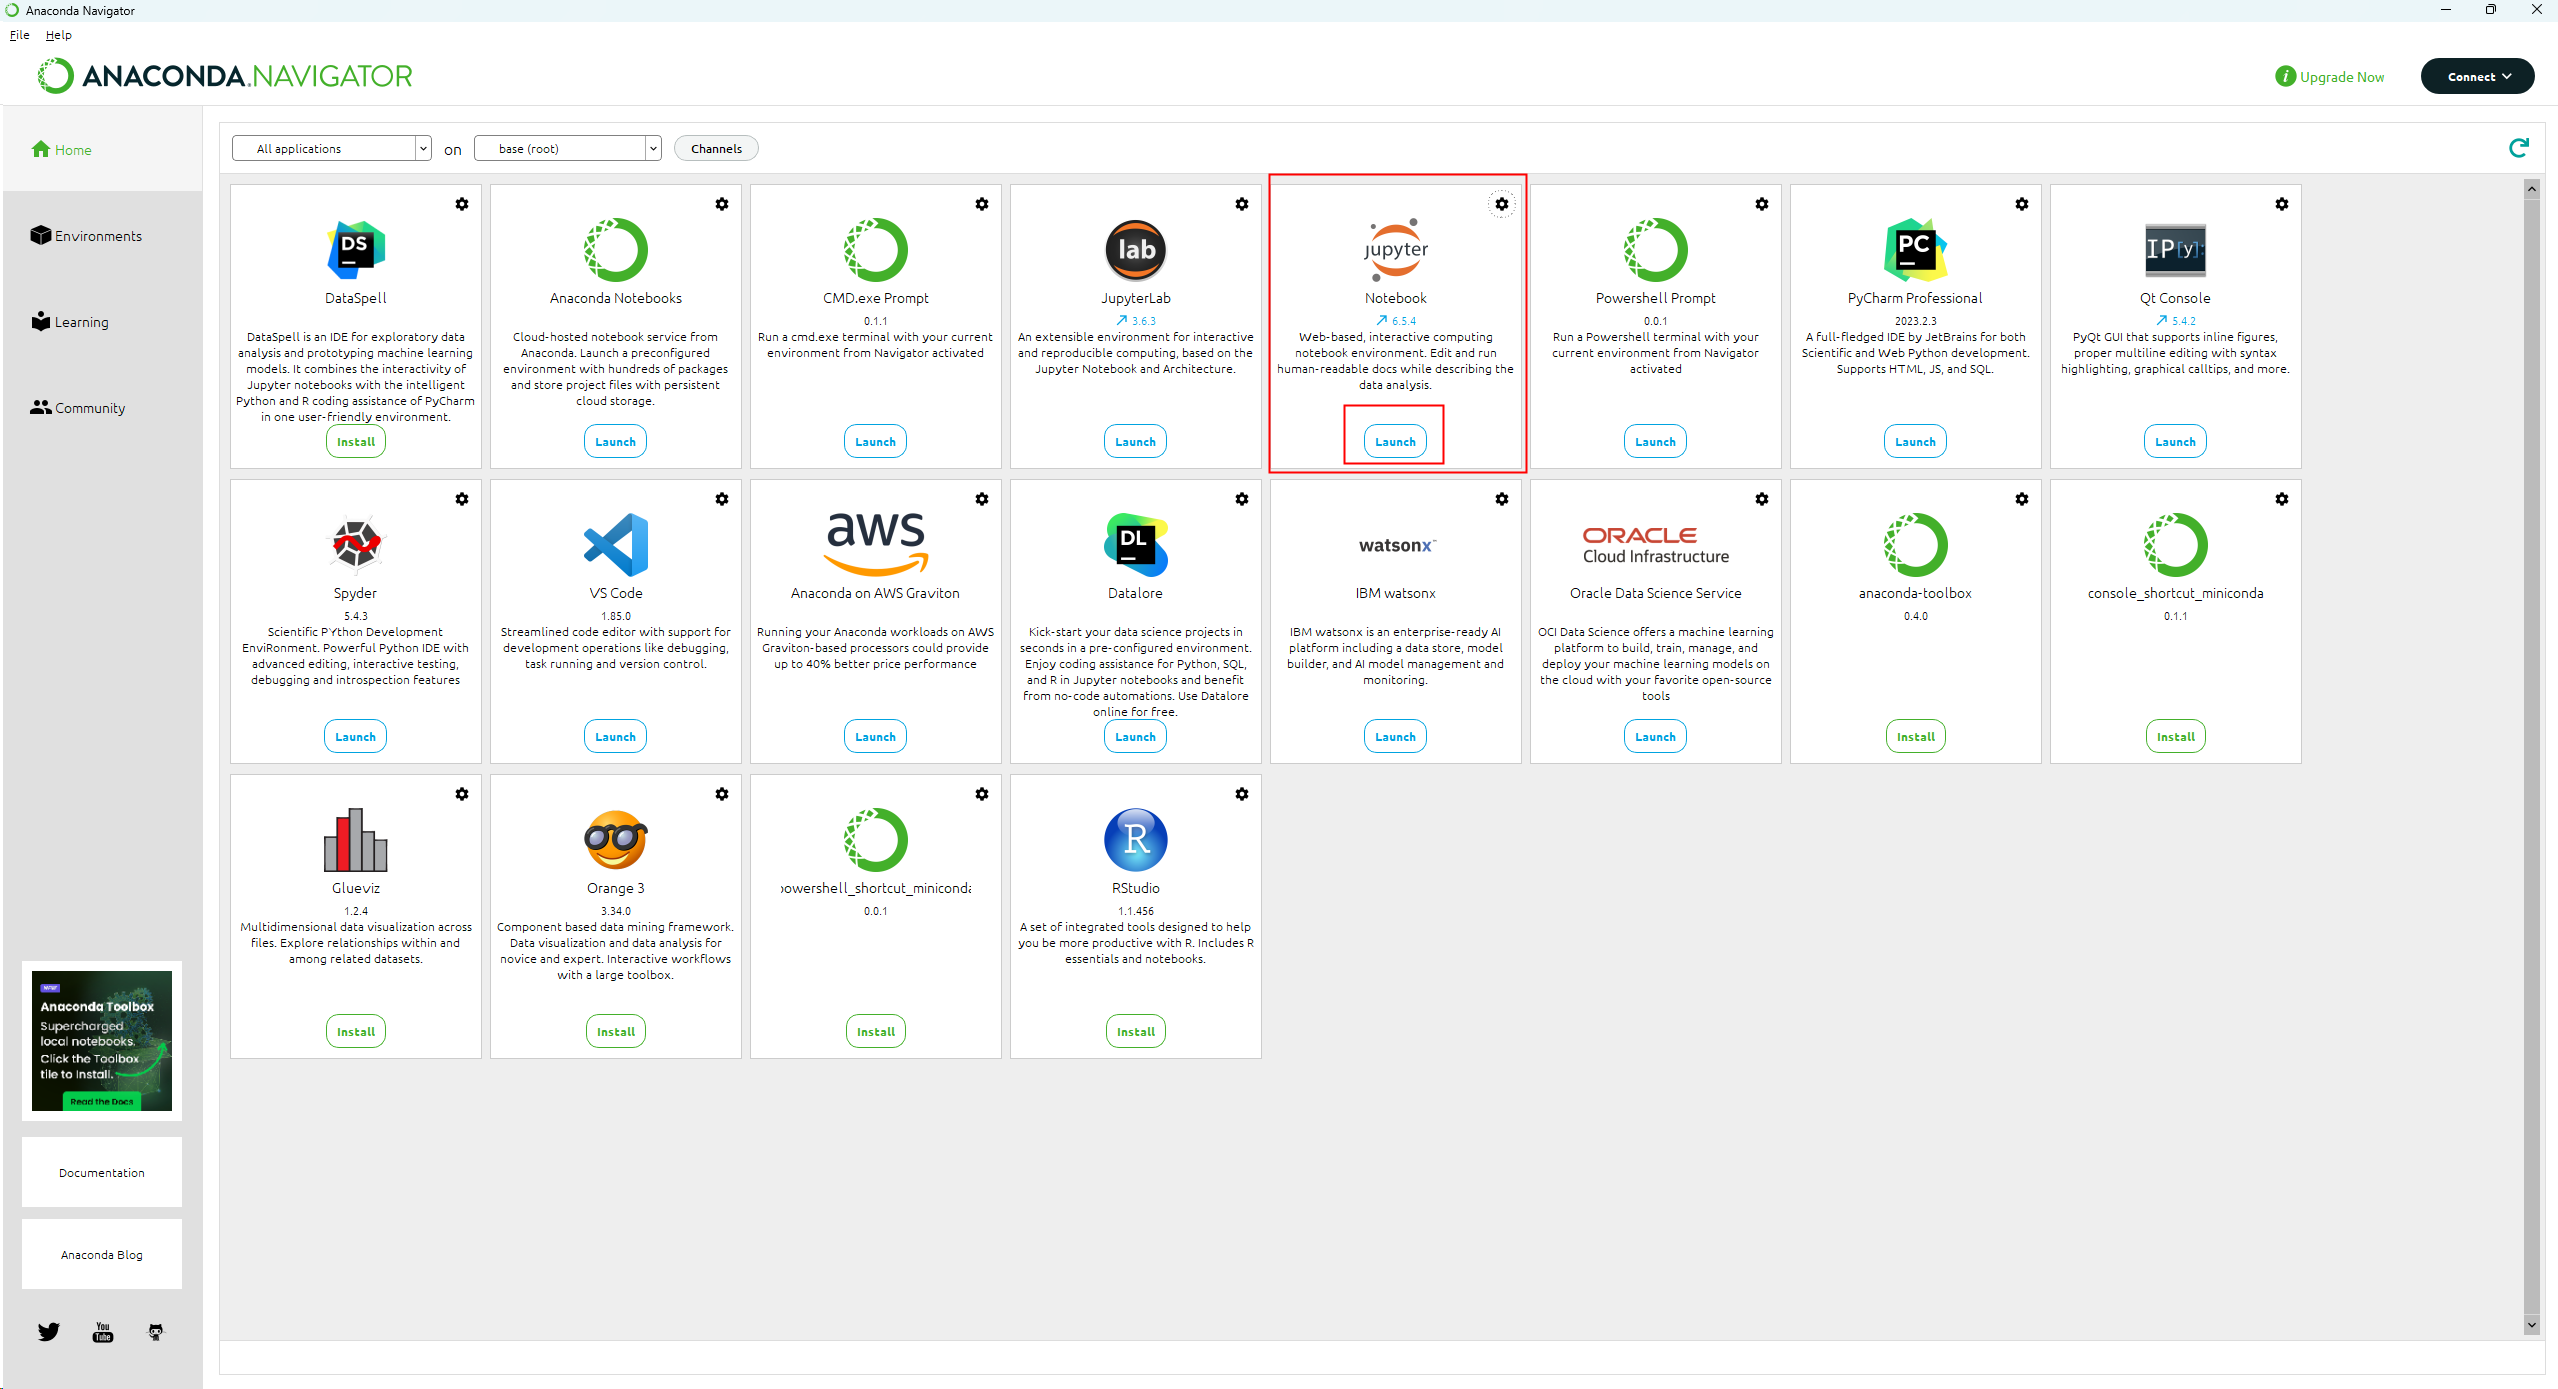 Anaconda Navigator
File Help
ANACONDA.NAVIGATOR
Upgrade Now
Connect
Home
Environments
Learning
Community
All applications on base (root) Channels
DS
DataSpell
DataSpell is an IDE for exploratory data
analysis and prototyping machine learning
models. It combines the interactivity of
Jupyter notebooks with the intelligent
Python and R coding assistance of PyCharm
in one user-friendly environment.
Install
Anaconda Notebooks
Cloud-hosted notebook service from
Anaconda. Launch a preconfigured
environment with hundreds of packages
and store project files with persistent
cloud storage.
Launch
CMD.exe Prompt
0.1.1
Run a cmd.exe terminal with your current
environment from Navigator activated
Launch
lab
JupyterLab
3.6.3
An extensible environment for interactive
and reproducible computing, based on the
Jupyter Notebook and Architecture.
Launch
jupyter
Notebook
6.5.4
Web-based, interactive computing
notebook environment. Edit and run
human-readable docs while describing the
data analysis.
Launch
Powershell Prompt
0.0.1
Run a Powershell terminal with your
current environment from Navigator
activated
Launch
PC
PyCharm Professional
2023.2.3
A full-fledged IDE by JetBrains for both
Scientific and Web Python development.
Supports HTML, JS, and SQL.
Launch
IP[y]:
Qt Console
5.4.2
PyQt GUI that supports inline figures,
proper multiline editing with syntax
highlighting, graphical calltips, and more.
Launch
Spyder
5.4.3
Scientific PYthon Development
EnviRonment. Powerful Python IDE with
advanced editing, interactive testing,
debugging and introspection features
Launch
VS Code
1.85.0
Streamlined code editor with support for
development operations like debugging,
task running and version control.
Launch
aws
Anaconda on AWS Graviton
Running your Anaconda workloads on AWS
Graviton-based processors could provide
up to 40% better price performance
Launch
DL
Datalore
Kick-start your data science projects in
seconds in a pre-configured environment.
Enjoy coding assistance for Python, SQL,
and R in Jupyter notebooks and benefit
from no-code automations. Use Datalore
online for free.
Launch
watsonx
IBM watsonx
IBM watsonx is an enterprise-ready AI
platform including a data store, model
builder, and AI model management and
monitoring.
Launch
ORACLE
Cloud Infrastructure
Oracle Data Science Service
OCI Data Science offers a machine learning
platform to build, train, manage, and
deploy your machine learning models on
the cloud with your favorite open-source
tools
Launch
anaconda-toolbox
0.4.0
Install
console_shortcut_miniconda
0.1.1
Install
Glueviz
1.2.4
Multidimensional data visualization across
files. Explore relationships within and
among related datasets.
Install
Orange 3
3.34.0
Component based data mining framework.
Data visualization and data analysis for
novice and expert. Interactive workflows
with a large toolbox.
Install
powershell_shortcut_miniconda
0.0.1
Install
R
RStudio
1.1.456
A set of integrated tools designed to help
you be more productive with R. Includes R
essentials and notebooks.
Install
NEW
Anaconda Toolbox
Supercharged
local notebooks.
Click the Toolbox
tile to Install.
Read the Docs
Documentation
Anaconda Blog
You
Tube